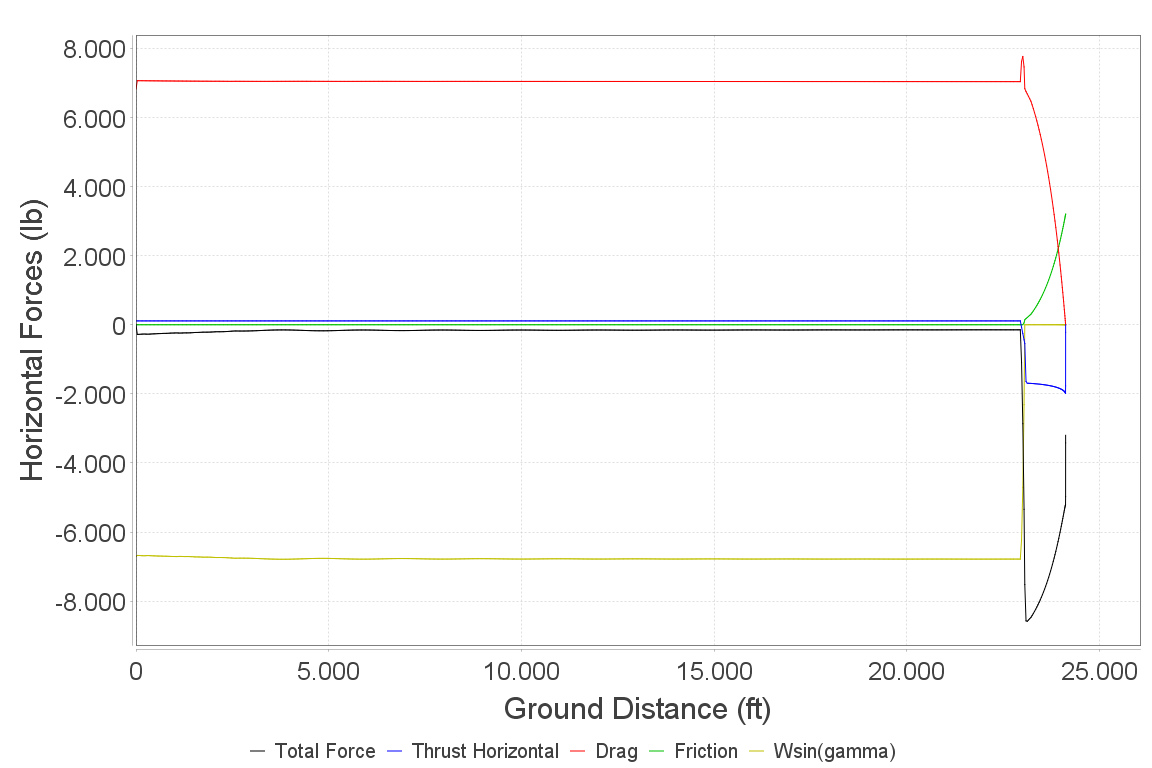 Horizontal Forces (lb)
8.000
6.000
4.000
2.000
0
-2.000
-4.000
-6.000
-8.000
0 5.000 10.000 15.000 20.000 25.000
Ground Distance (ft)
Total Force Thrust Horizontal Drag Friction Wsin(gamma)